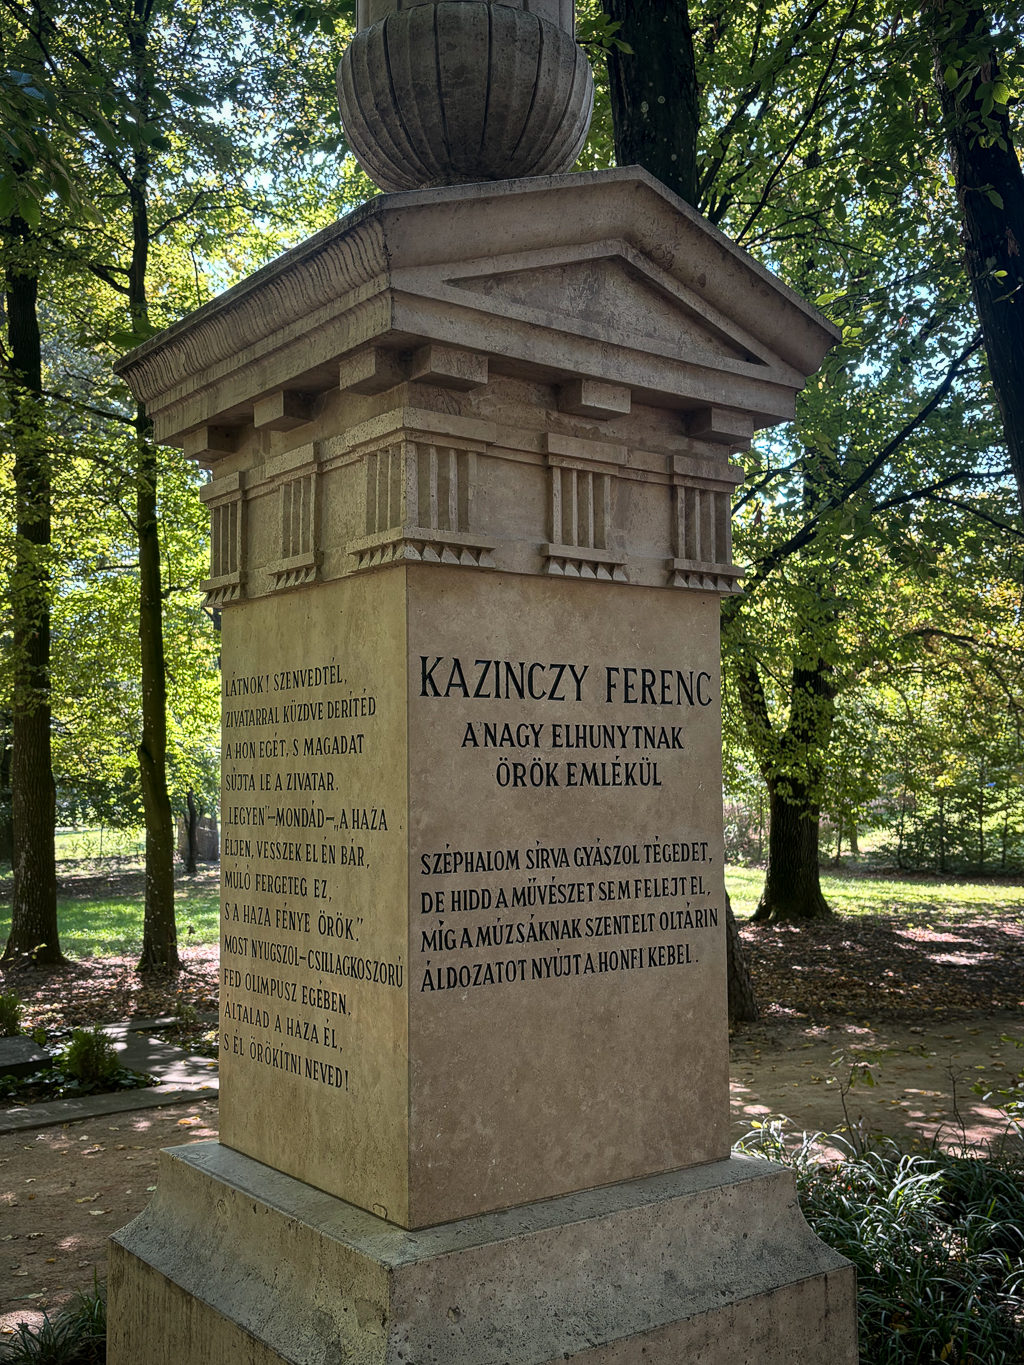 LÁTNOK! SZENVEDTÉL,
ZIVATARRAL KÜZDVE DERÍTÉD
A HON EGÉT, S MAGADAT
SÚJTA LE A ZIVATAR.
„LEGYEN”–MONDÁD–„A HAZA
ÉLJEN, VESSZEK EL ÉN BÁR,
MÚLÓ FERGETEG EZ,
S A HAZA FÉNYE ÖRÖK.”
MOST NYUGSZOL–CSILLAGKOSZORÚ
FED OLIMPUSZ EGÉBEN,
ÁLTALAD A HAZA ÉL,
S ÉL ÖRÖKÍTNI NEVED!
KAZINCZY FERENC
A NAGY ELHUNYTNAK
ÖRÖK EMLÉKÜL
SZÉPHALOM SÍRVA GYÁSZOL TÉGEDET,
DE HIDD A MŰVÉSZET SEM FELEJT EL,
MÍG A MÚZSÁKNAK SZENTELT OLTÁRIN
ÁLDOZATOT NYÚJT A HONFI KEBEL.